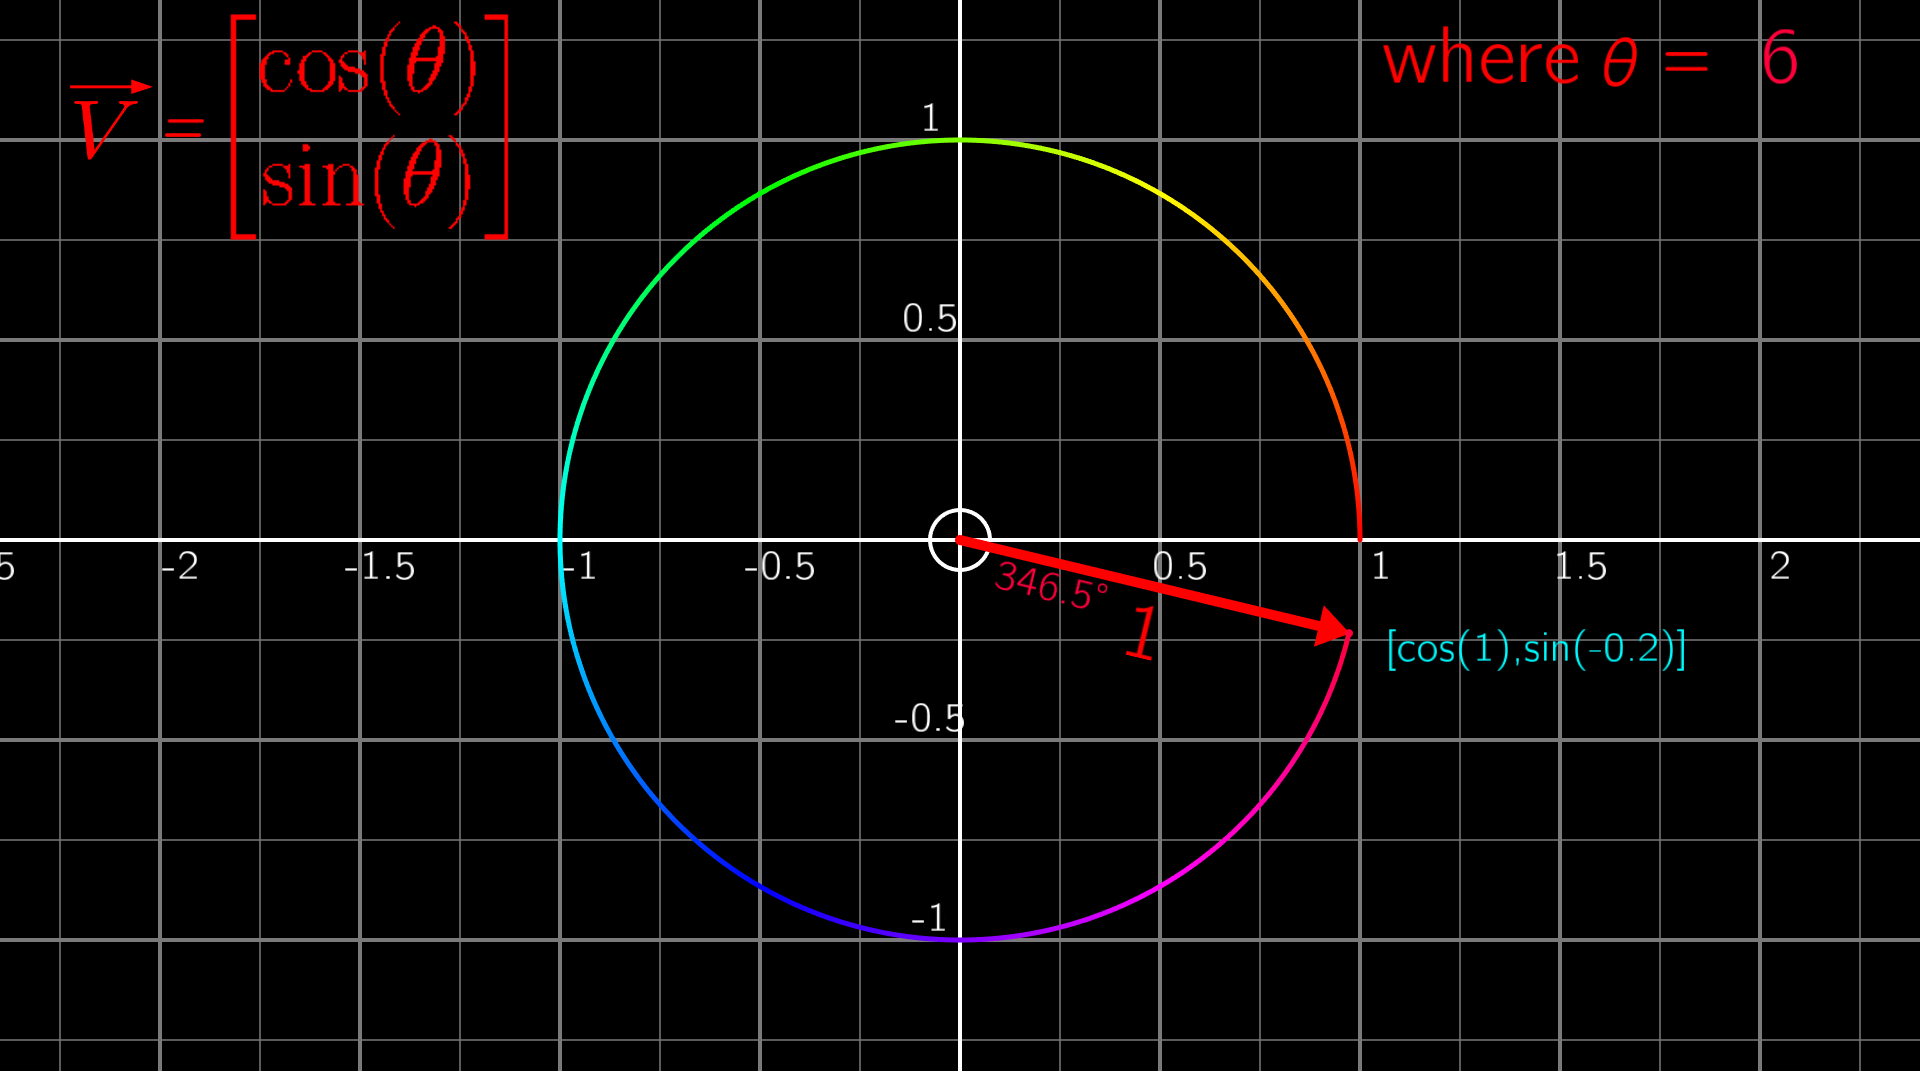 V = [cos(θ)
sin(θ)]
where θ = 6
1
0.5
5 -2 -1.5 -1 -0.5 0.5 1 1.5 2
346.5°
1
[cos(1),sin(-0.2)]
-0.5
-1